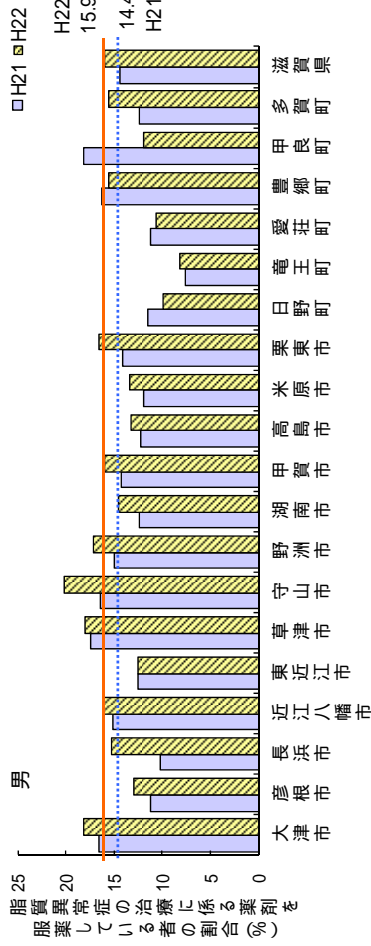 男
H21 H22
H22
15.9
14.4
H21
脂質異常症の治療に係る薬剤を
服薬している者の割合(%)
25
20
15
10
5
0
大津市
彦根市
長浜市
近江八幡市
東近江市
草津市
守山市
野洲市
湖南市
甲賀市
高島市
米原市
栗東市
日野町
竜王町
愛荘町
豊郷町
甲良町
多賀町
滋賀県